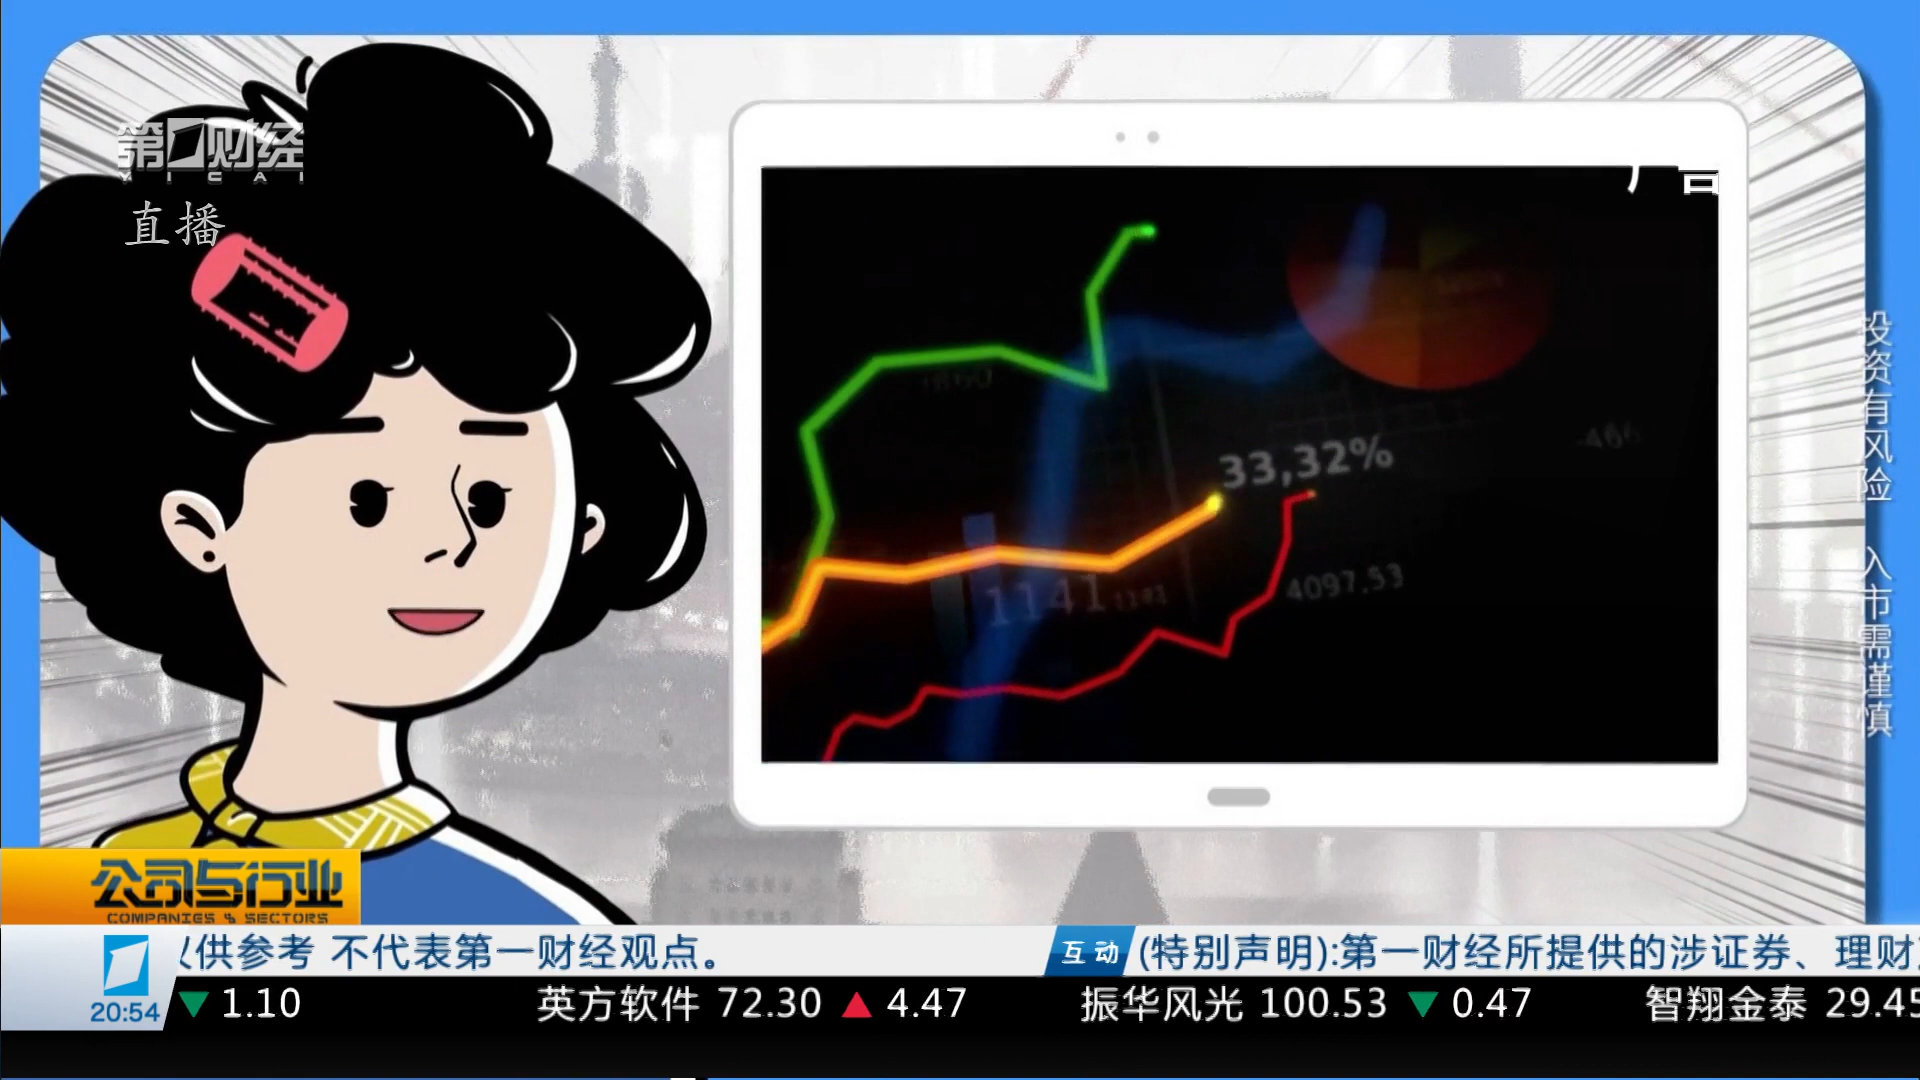 第一财经
YICAI
直播
33,32%
1141
4097.53
投资有风险 入市需谨慎
公司与行业
COMPANIES & SECTORS
仅供参考 不代表第一财经观点。
互动 (特别声明):第一财经所提供的涉证券、理财
20:54 ▼ 1.10 英方软件 72.30 ▲ 4.47 振华风光 100.53 ▼ 0.47 智翔金泰 29.45